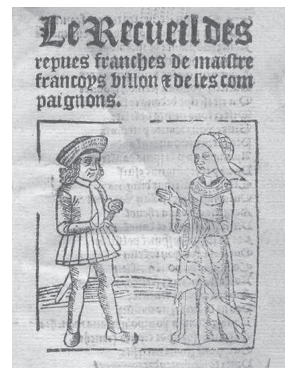 Le Recueil des
repues franches de maistre
francoys villon & de ses com
paignons.